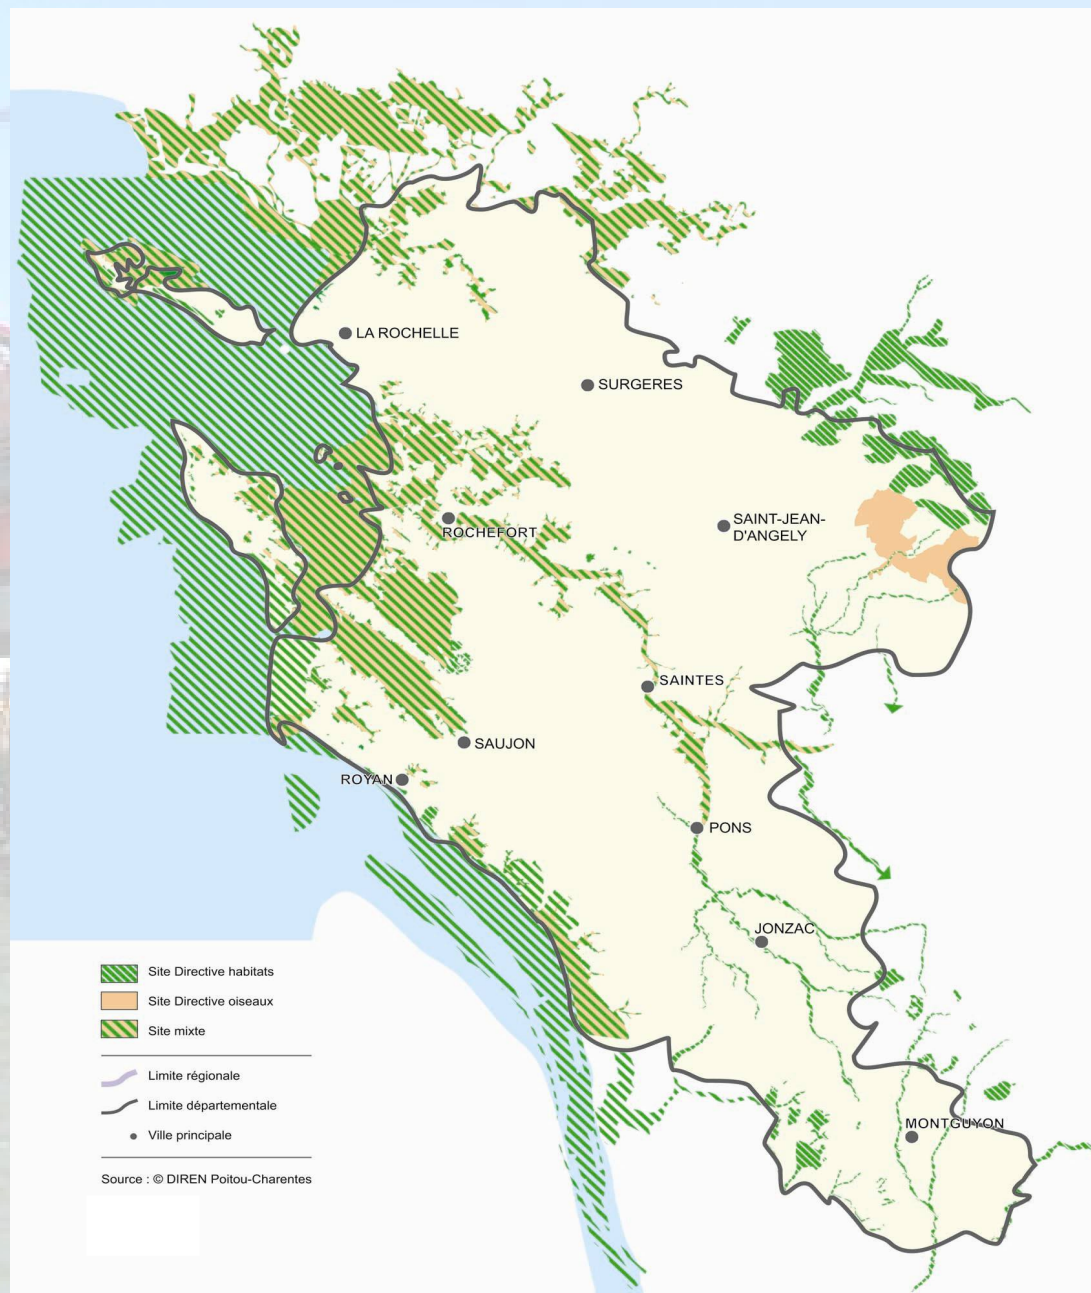 LA ROCHELLE
SURGERES
SAINT-JEAN-
D'ANGELY
ROCHEFORT
SAINTES
SAUJON
ROYAN
PONS
JONZAC
MONTGUYON
Site Directive habitats
Site Directive oiseaux
Site mixte
Limite régionale
Limite départementale
Ville principale
Source : © DIREN Poitou-Charentes